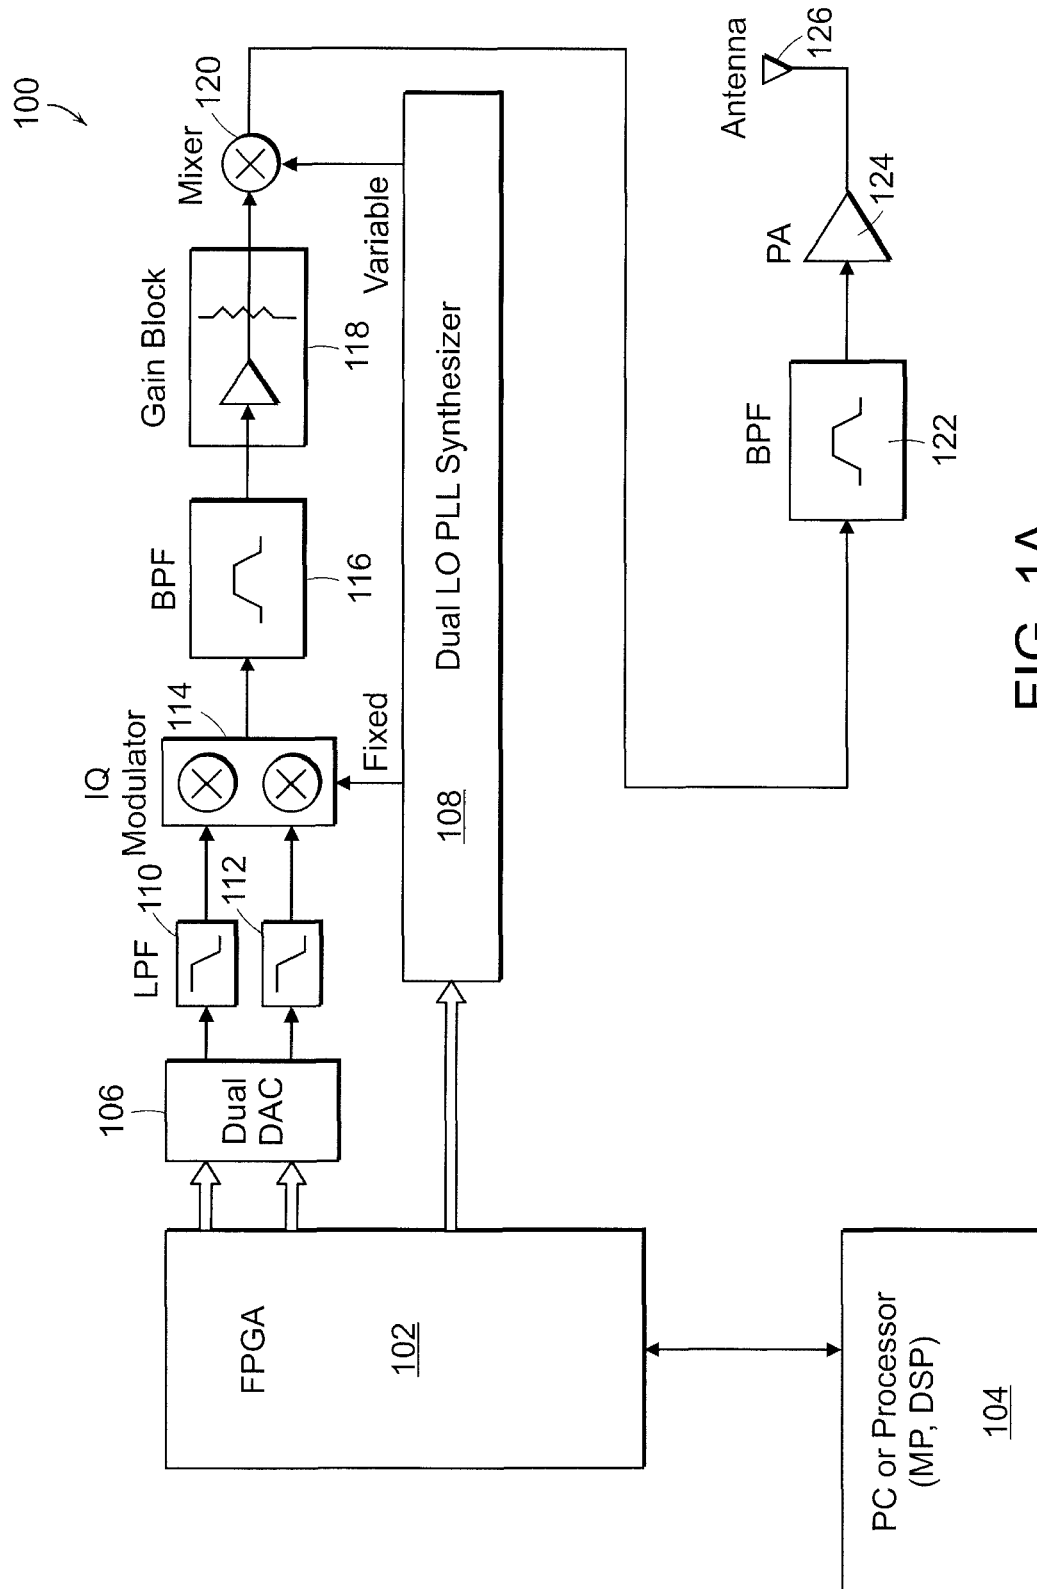 100
FPGA
102
PC or Processor
(MP, DSP)
104
106
Dual
DAC
LPF
110
112
IQ
Modulator
114
BPF
116
Gain Block
118
Mixer
120
Fixed
Variable
108
Dual LO PLL Synthesizer
BPF
122
PA
124
Antenna
126
FIG. 1A